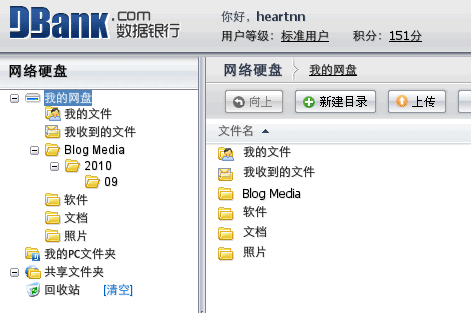 DBank.com 数据银行
你好，heartnn
用户等级：标准用户 积分：151分
网络硬盘
我的网盘
我的文件
我收到的文件
Blog Media
2010
09
软件
文档
照片
我的PC文件夹
共享文件夹
回收站 [清空]
网络硬盘 我的网盘
向上 新建目录 上传
文件名
我的文件
我收到的文件
Blog Media
软件
文档
照片